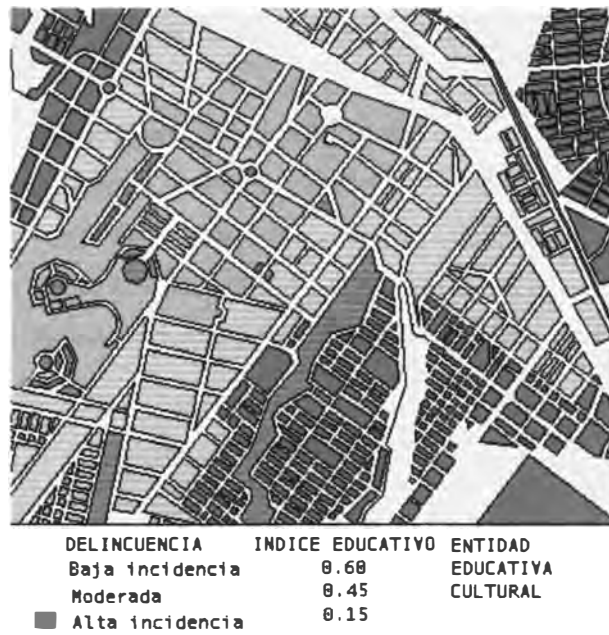 DELINCUENCIA INDICE EDUCATIVO ENTIDAD
Baja incidencia 0.60 EDUCATIVA
Moderada 0.45 CULTURAL
Alta incidencia 0.15